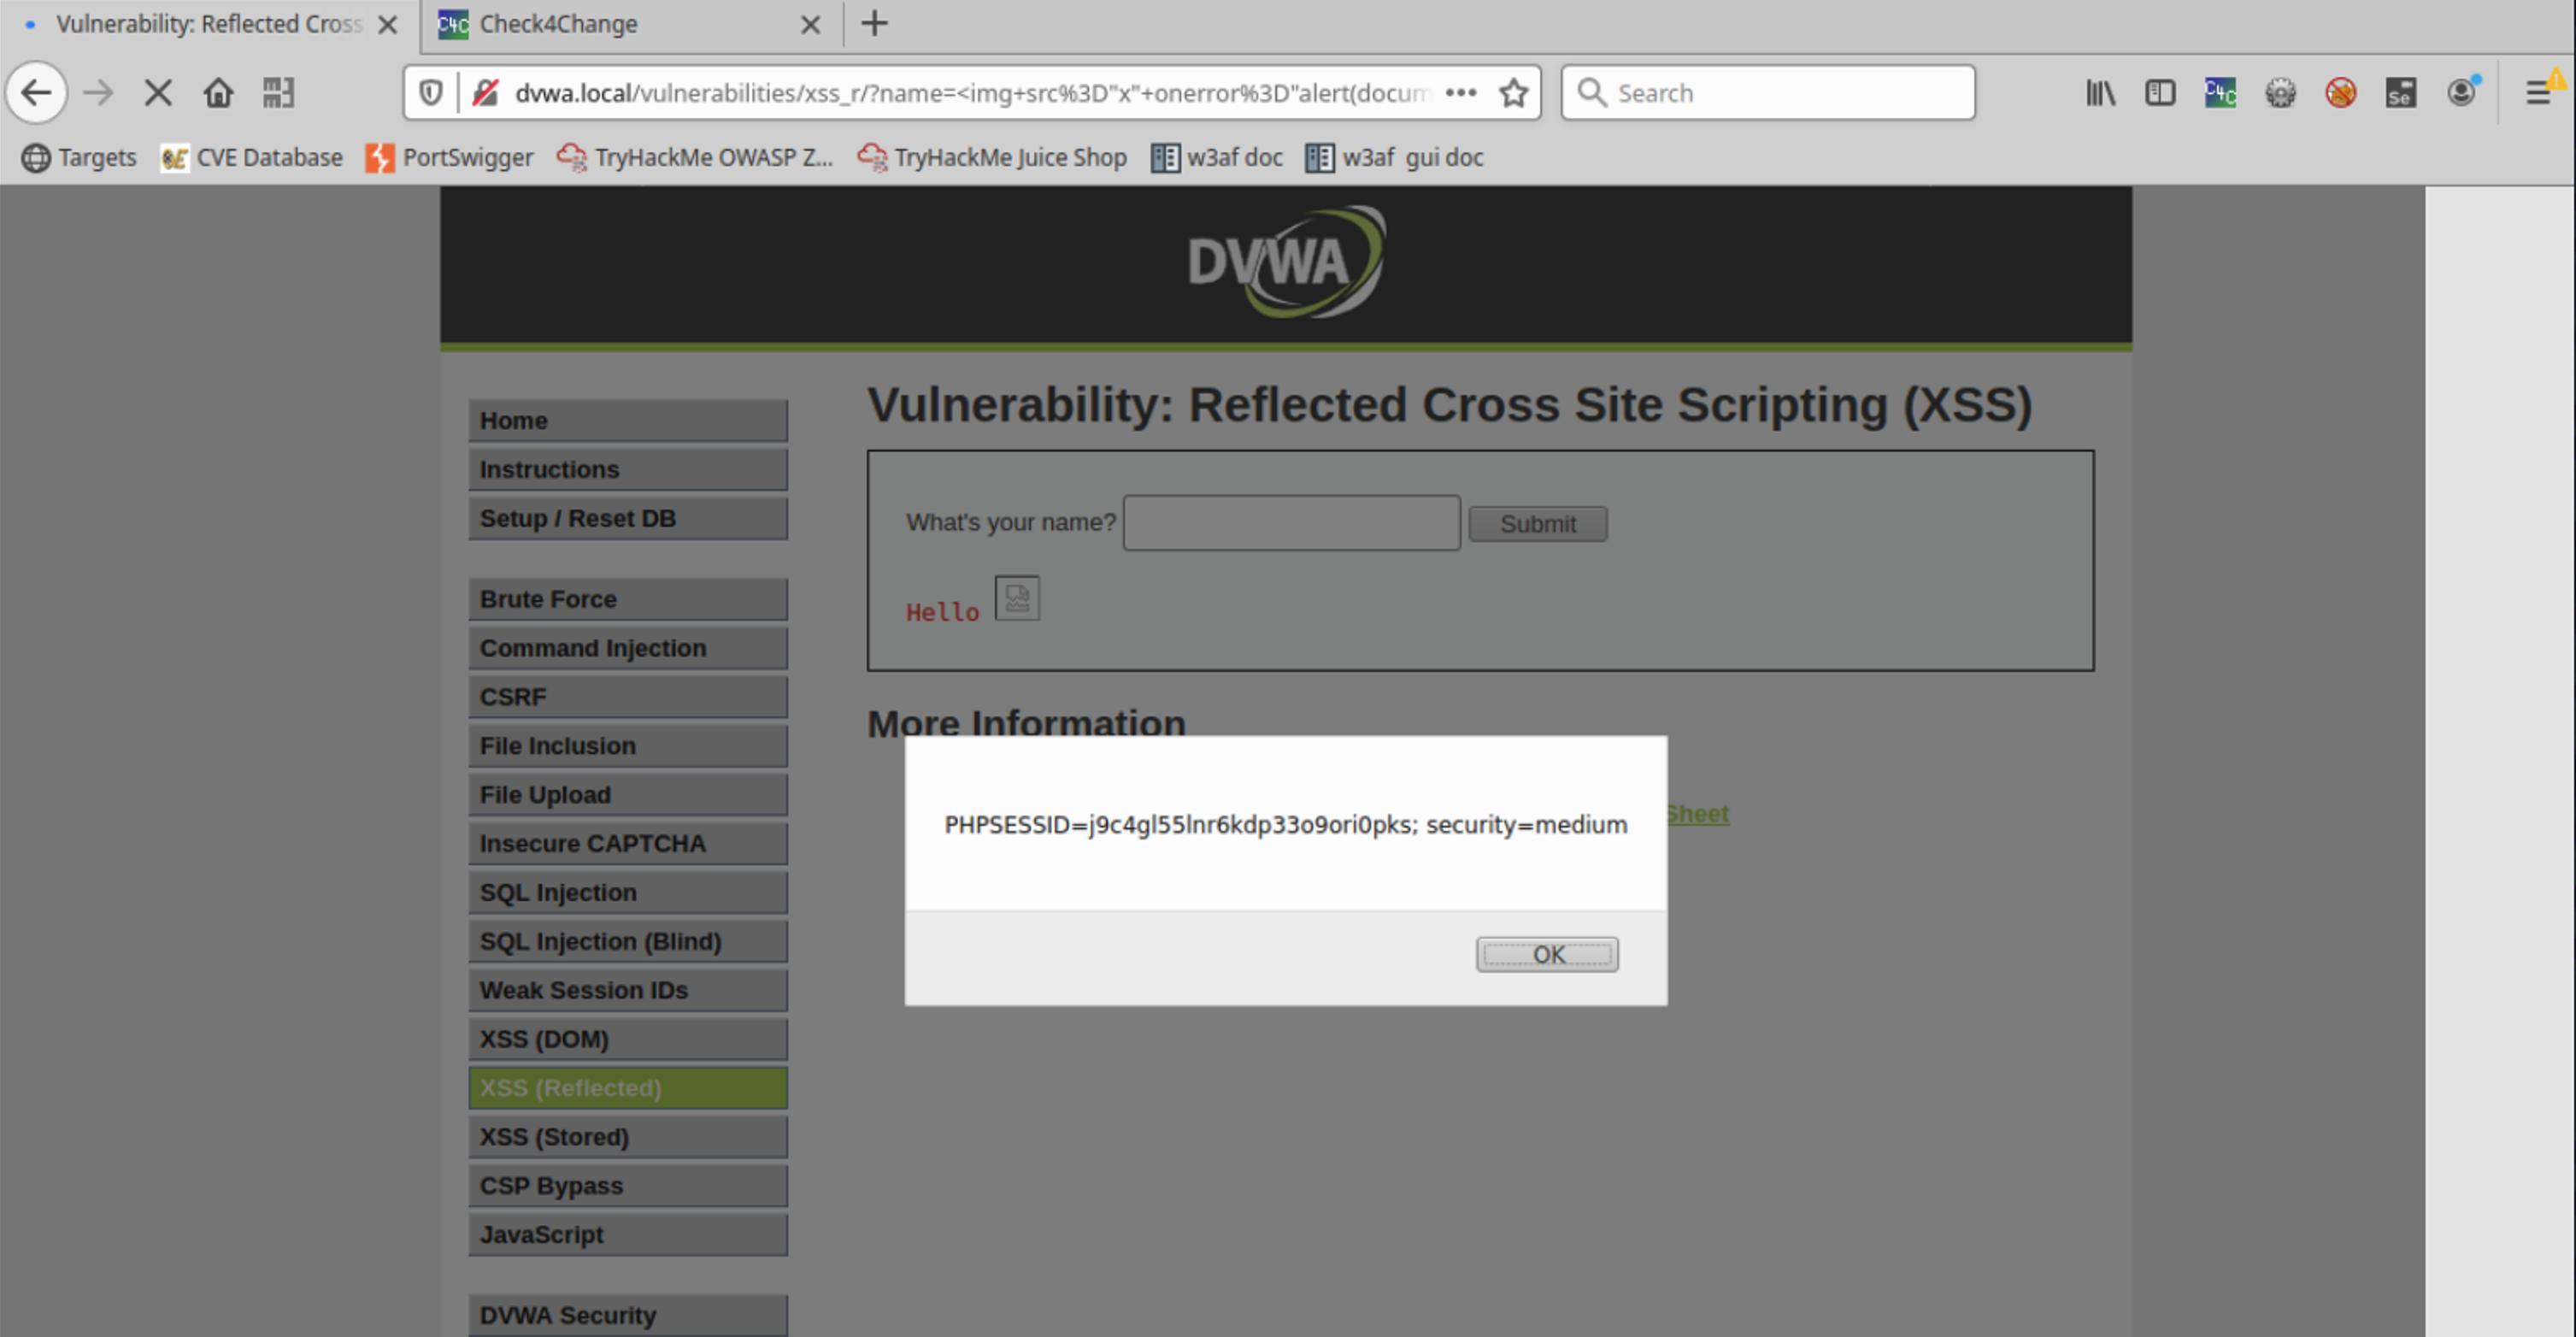 Vulnerability: Reflected Cross
C4C Check4Change
dvwa.local/vulnerabilities/xss_r/?name=<img+src%3D"x"+onerror%3D"alert(docum
Search
C4C
Se
Targets CVE Database PortSwigger TryHackMe OWASP Z... TryHackMe Juice Shop w3af doc w3af gui doc
DVWA
Home
Instructions
Setup / Reset DB
Brute Force
Command Injection
CSRF
File Inclusion
File Upload
Insecure CAPTCHA
SQL Injection
SQL Injection (Blind)
Weak Session IDs
XSS (DOM)
XSS (Reflected)
XSS (Stored)
CSP Bypass
JavaScript
DVWA Security
Vulnerability: Reflected Cross Site Scripting (XSS)
What's your name? Submit
Hello
More Information
Sheet
PHPSESSID=j9c4gl55lnr6kdp33o9ori0pks; security=medium
OK